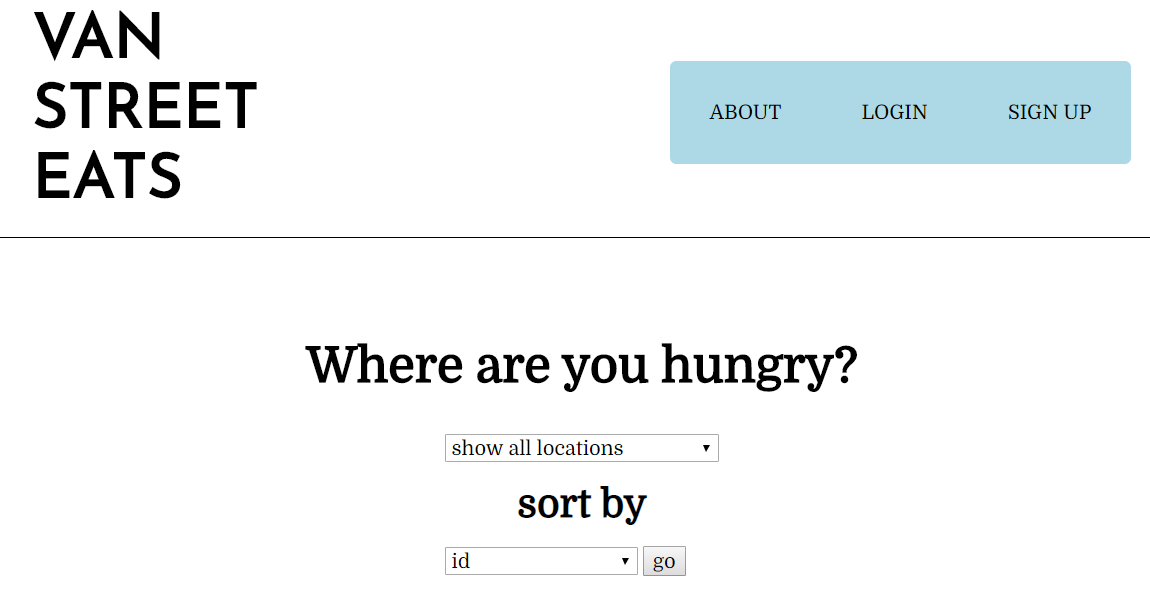 VAN
STREET
EATS
ABOUT LOGIN SIGN UP
Where are you hungry?
show all locations
sort by
id go